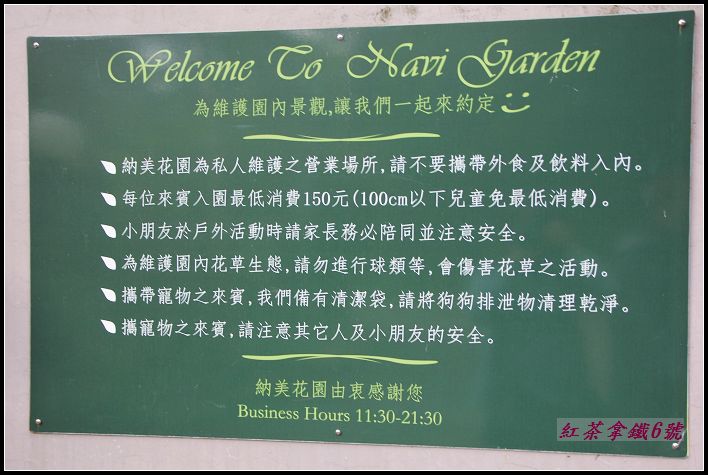 Welcome To Navi Garden
為維護園內景觀,讓我們一起來約定
納美花園為私人維護之營業場所,請不要攜帶外食及飲料入內。
每位來賓入園最低消費150元(100cm以下兒童免最低消費)。
小朋友於戶外活動時請家長務必陪同並注意安全。
為維護園內花草生態,請勿進行球類等,會傷害花草之活動。
攜帶寵物之來賓,我們備有清潔袋,請將狗狗排泄物清理乾淨。
攜寵物之來賓,請注意其它人及小朋友的安全。
納美花園由衷感謝您
Business Hours 11:30-21:30
紅茶拿鐵6號